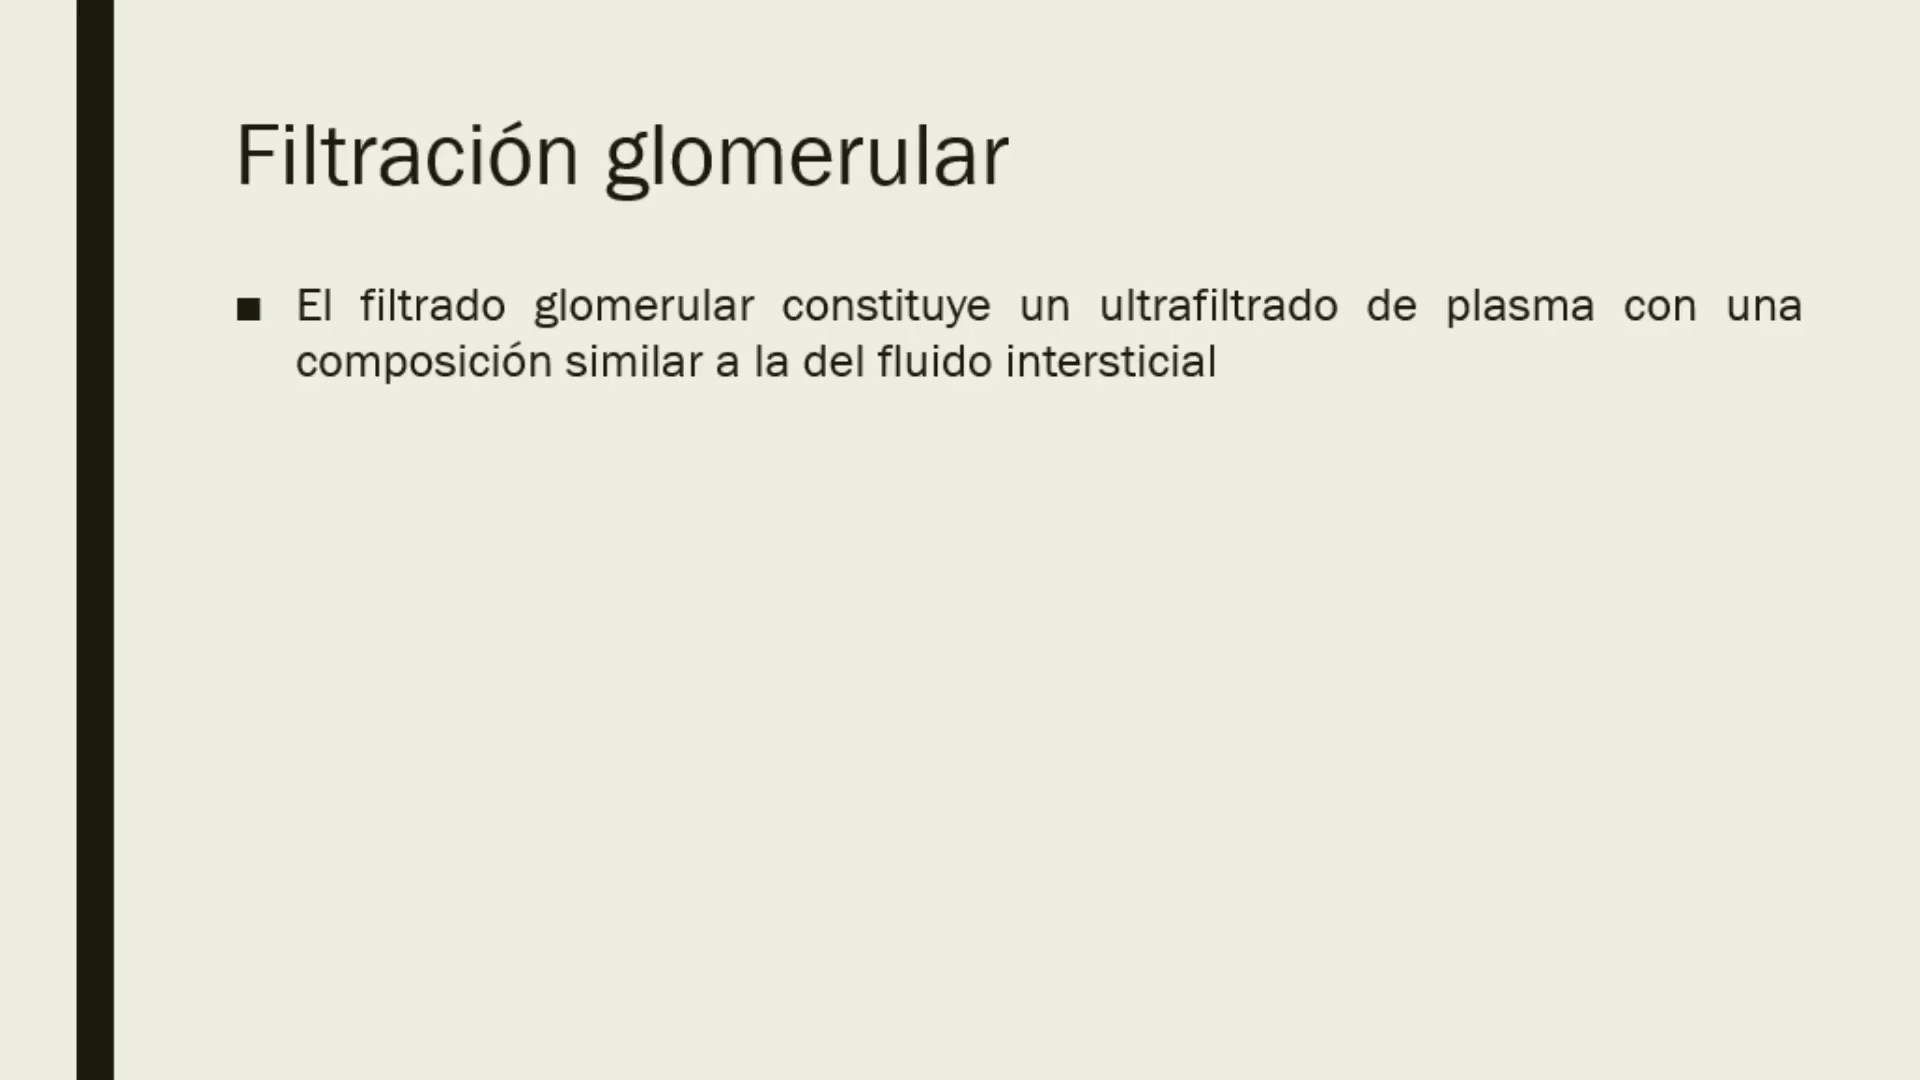 Filtración glomerular
■ El filtrado glomerular constituye un ultrafiltrado de plasma con una
composición similar a la del fluido intersticial